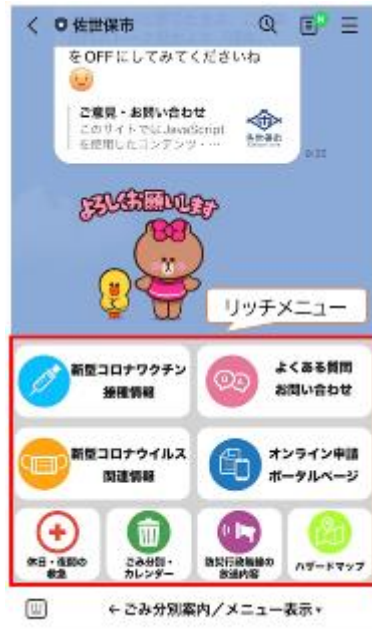 佐世保市
をOFFにしてみてくださいね
ご意見・お問い合わせ
このサイトではJavaScript
を使用したコンテンツ・…
佐世保市
よろしくお願いします
リッチメニュー
新型コロナワクチン
接種情報
よくある質問
お問い合わせ
新型コロナウイルス
関連情報
オンライン申請
ポータルページ
休日・夜間の
救急
ごみ分別・
カレンダー
防災行政無線の
放送内容
ハザードマップ
←ごみ分別案内/メニュー表示▾